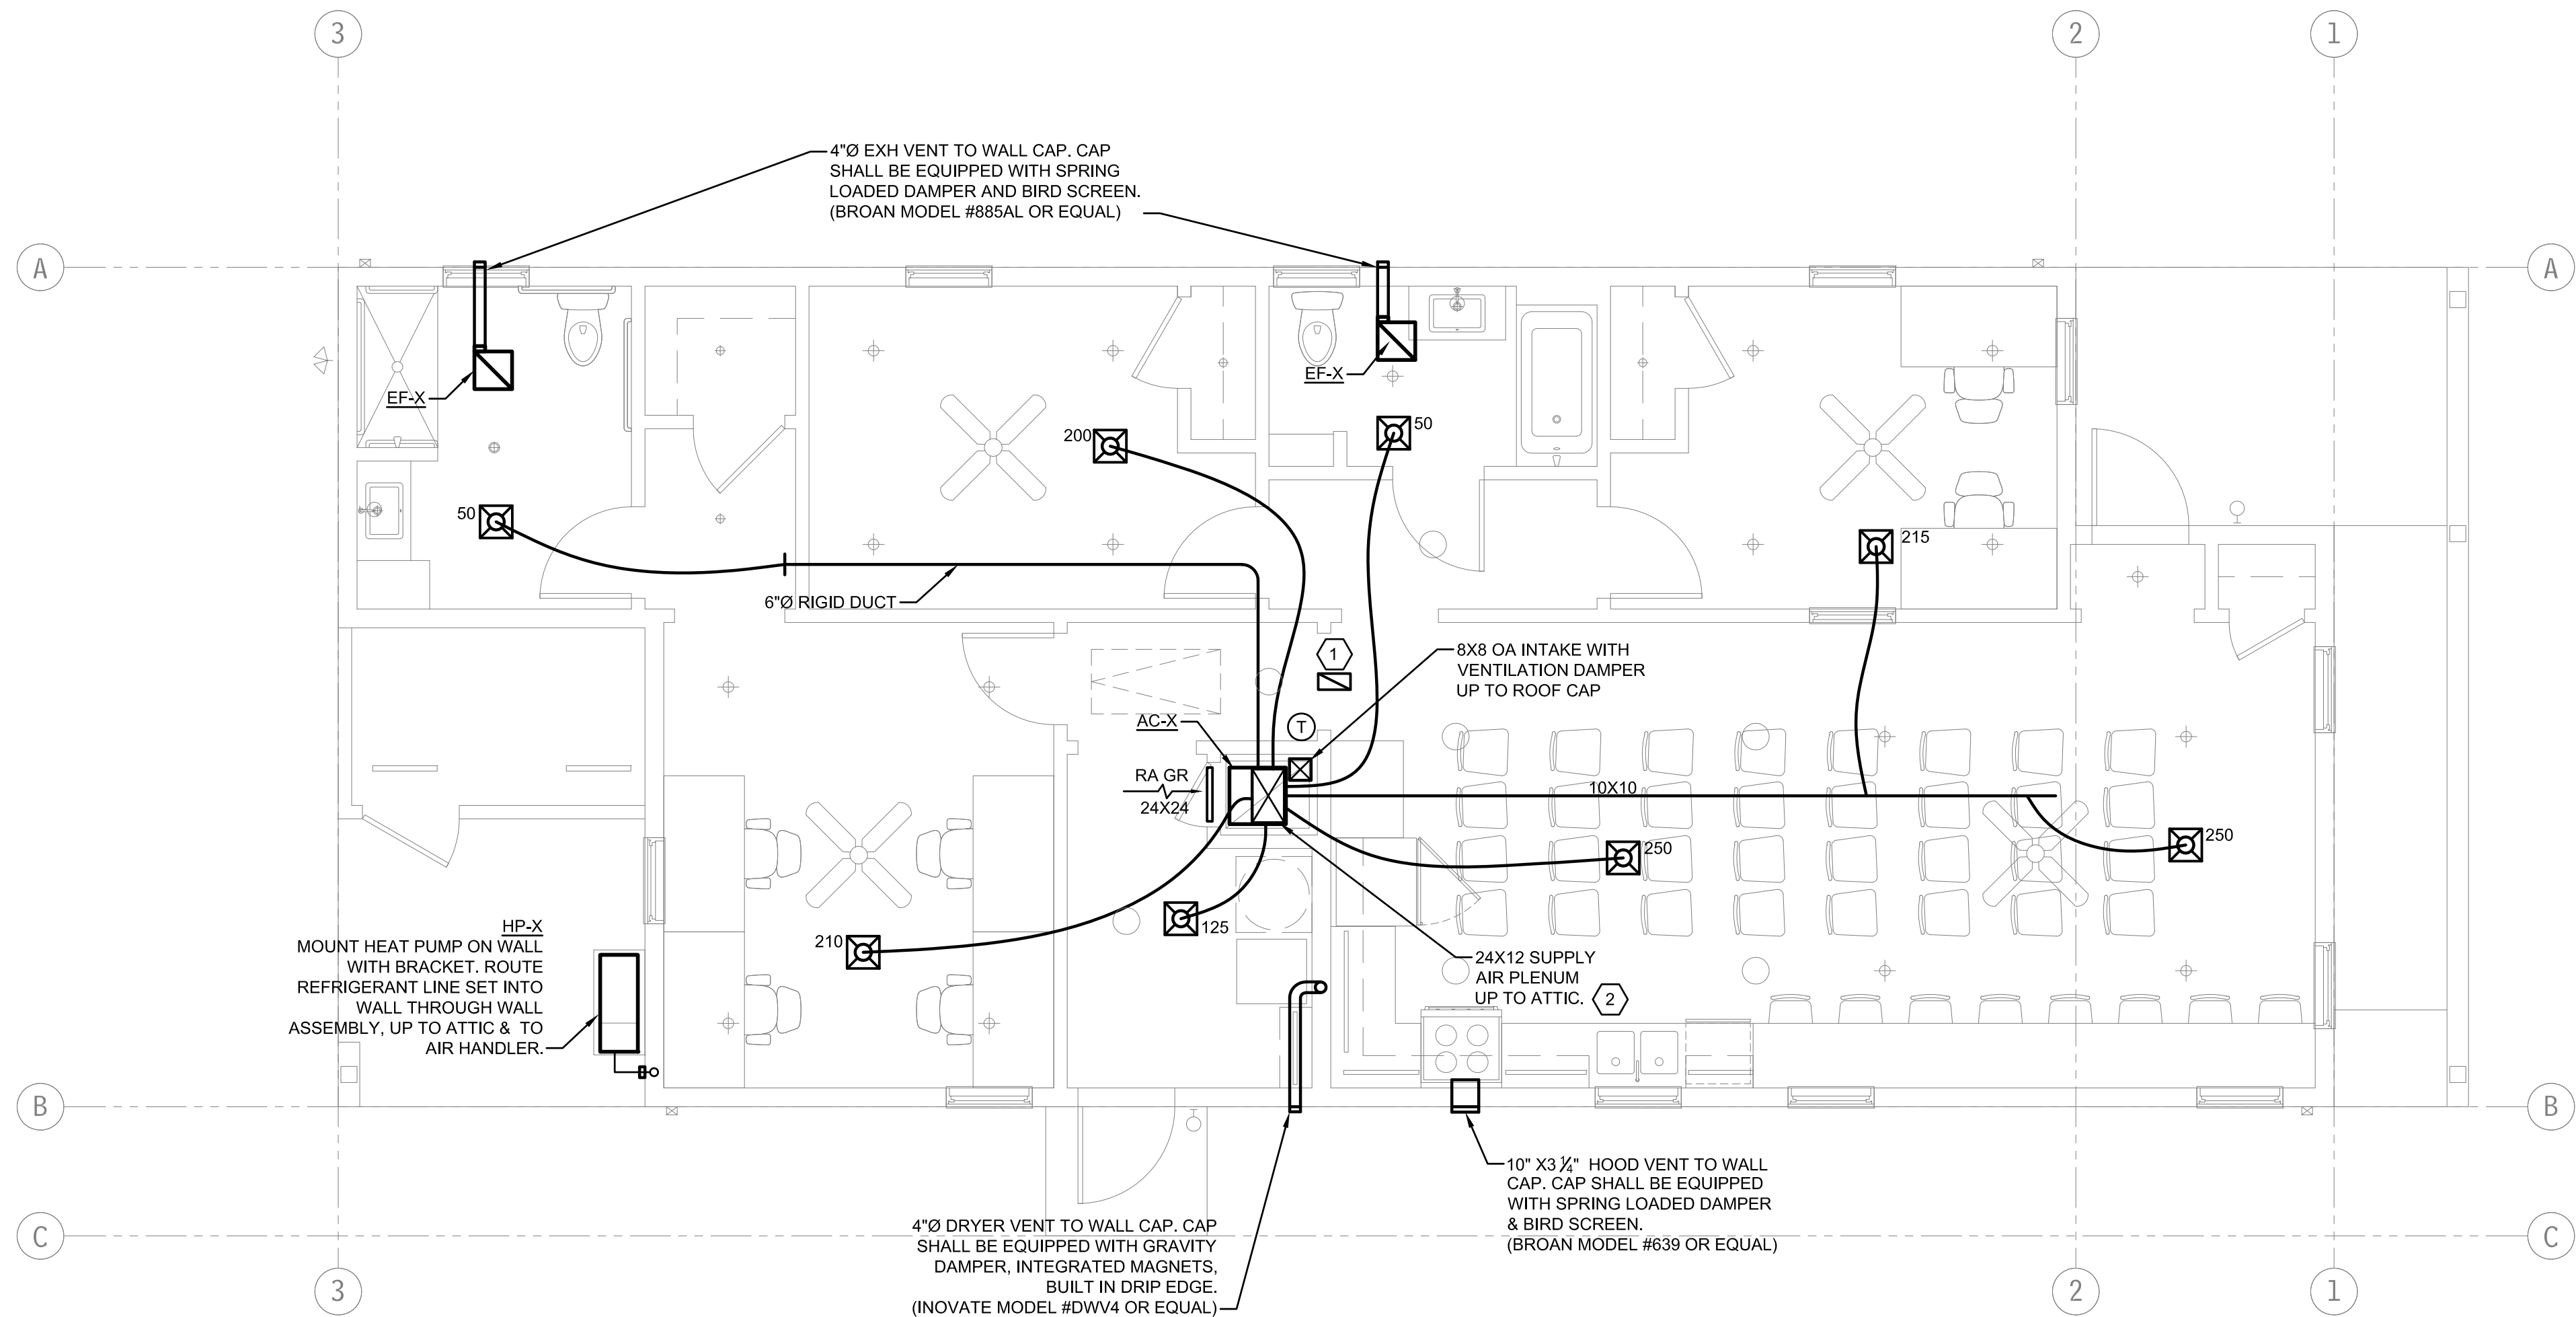 3
2
1
4"Ø EXH VENT TO WALL CAP. CAP
SHALL BE EQUIPPED WITH SPRING
LOADED DAMPER AND BIRD SCREEN.
(BROAN MODEL #885AL OR EQUAL)
A
A
EF-X
EF-X
200
50
50
215
6"Ø RIGID DUCT
1
8X8 OA INTAKE WITH
VENTILATION DAMPER
UP TO ROOF CAP
AC-X
T
RA GR
24X24
10X10
250
250
125
210
HP-X
MOUNT HEAT PUMP ON WALL
WITH BRACKET. ROUTE
REFRIGERANT LINE SET INTO
WALL THROUGH WALL
ASSEMBLY, UP TO ATTIC & TO
AIR HANDLER.
24X12 SUPPLY
AIR PLENUM
UP TO ATTIC.
2
B
B
10" X3 ¼" HOOD VENT TO WALL
CAP. CAP SHALL BE EQUIPPED
WITH SPRING LOADED DAMPER
& BIRD SCREEN.
(BROAN MODEL #639 OR EQUAL)
4"Ø DRYER VENT TO WALL CAP. CAP
SHALL BE EQUIPPED WITH GRAVITY
DAMPER, INTEGRATED MAGNETS,
BUILT IN DRIP EDGE.
(INOVATE MODEL #DWV4 OR EQUAL)
C
C
3
2
1